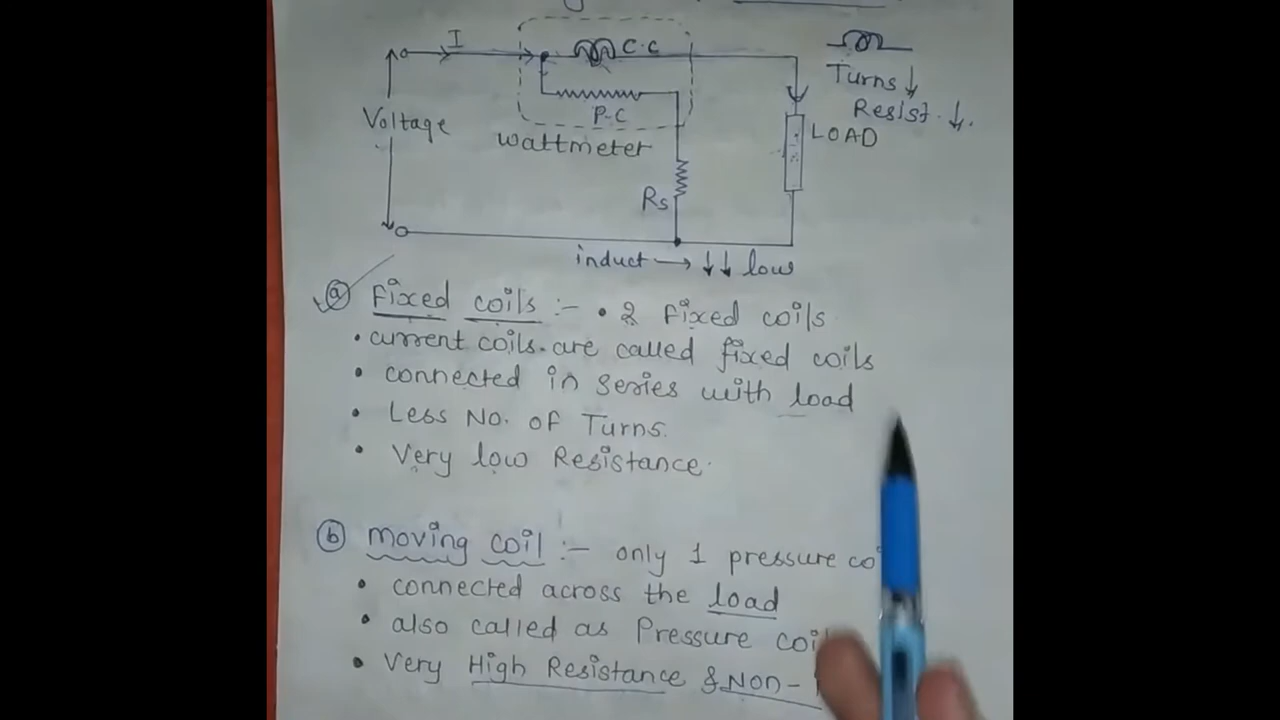 I
C.C
Turns ↓
Resist. ↓.
P-C
Voltage
wattmeter
LOAD
Rs
induct → ↓↓ low
(a) Fixed coils :- • 2 fixed coils
• current coils are called fixed coils
• connected in series with load
• Less No. of Turns.
• Very low Resistance.
(b) moving coil :- only 1 pressure
• connected across the load
• also called as Pressure
• Very High Resistance & Non-